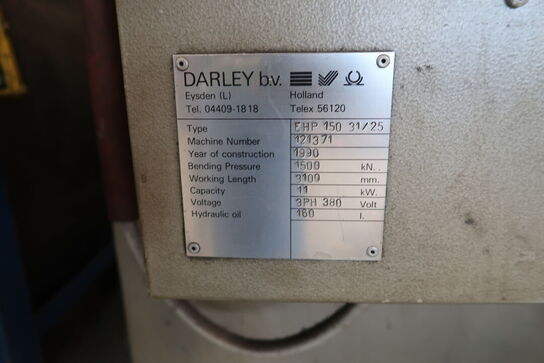 DARLEY b.v.
Eysden (L) Holland
Tel. 04409-1818 Telex 56120
Type EHP 150 31/25
Machine Number 121371
Year of construction 1990
Bending Pressure 1500 kN.
Working Length 3100 mm.
Capacity 11 kW.
Voltage 3PH 380 Volt
Hydraulic oil 160 l.